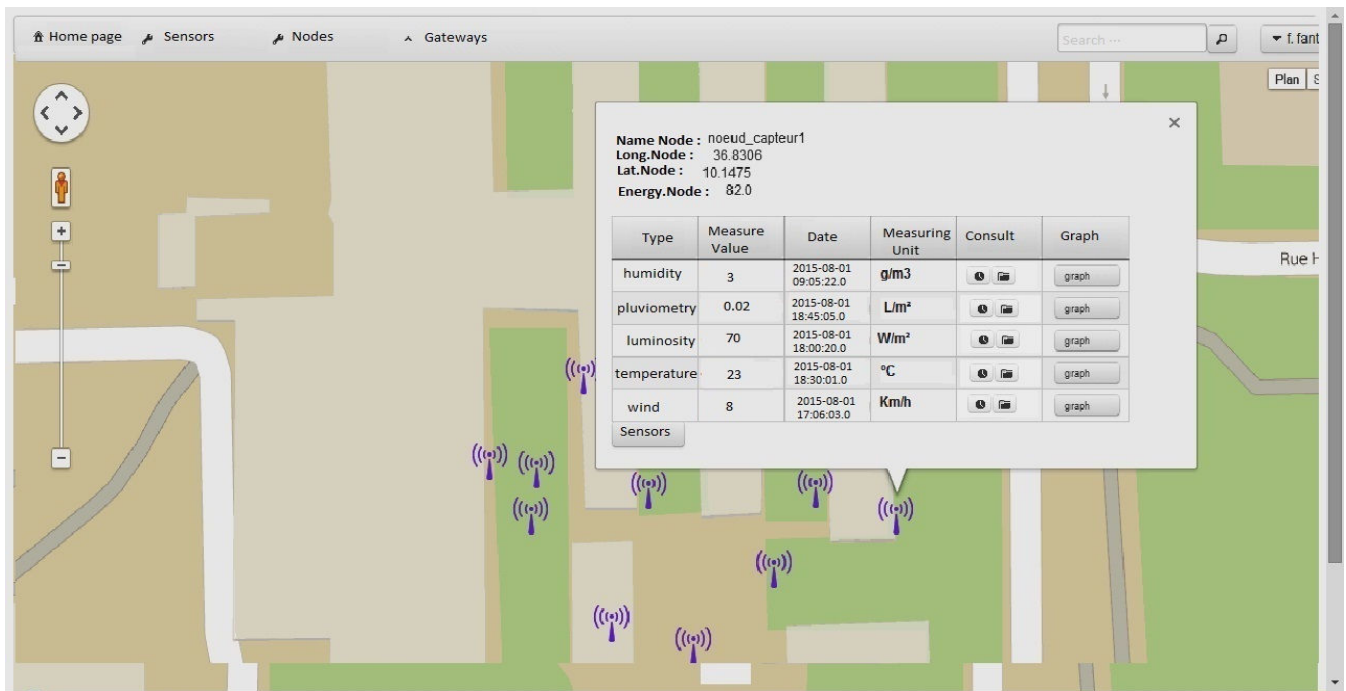 Home page Sensors Nodes Gateways Search ... f. fant
Plan S
Name Node : noeud_capteur1
Long.Node : 36.8306
Lat.Node : 10.1475
Energy.Node : 82.0
Type Measure Value Date Measuring Unit Consult Graph
humidity 3 2015-08-01 09:05:22.0 g/m3 graph
pluviometry 0.02 2015-08-01 18:45:05.0 L/m² graph
luminosity 70 2015-08-01 18:00:20.0 W/m² graph
temperature 23 2015-08-01 18:30:01.0 °C graph
wind 8 2015-08-01 17:06:03.0 Km/h graph
Sensors
Rue H